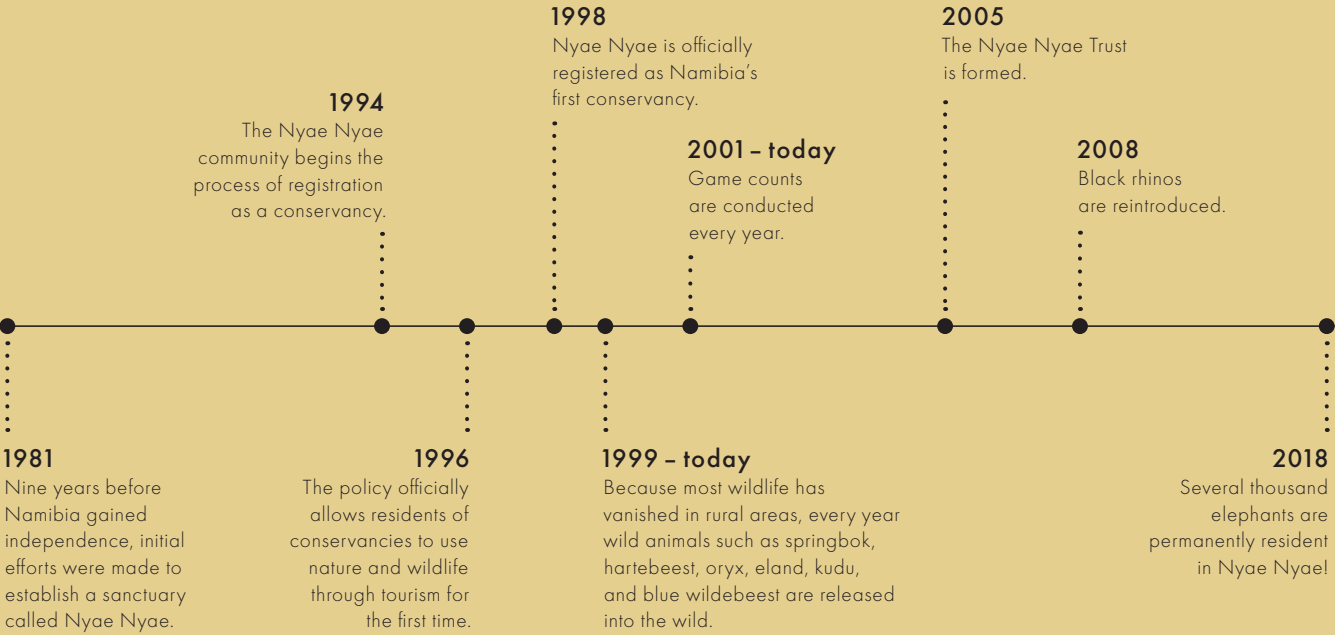 1998
Nyae Nyae is officially
registered as Namibia’s
first conservancy.
2005
The Nyae Nyae Trust
is formed.
1994
The Nyae Nyae
community begins the
process of registration
as a conservancy.
2001 – today
Game counts
are conducted
every year.
2008
Black rhinos
are reintroduced.
1981
Nine years before
Namibia gained
independence, initial
efforts were made to
establish a sanctuary
called Nyae Nyae.
1996
The policy officially
allows residents of
conservancies to use
nature and wildlife
through tourism for
the first time.
1999 – today
Because most wildlife has
vanished in rural areas, every year
wild animals such as springbok,
hartebeest, oryx, eland, kudu,
and blue wildebeest are released
into the wild.
2018
Several thousand
elephants are
permanently resident
in Nyae Nyae!